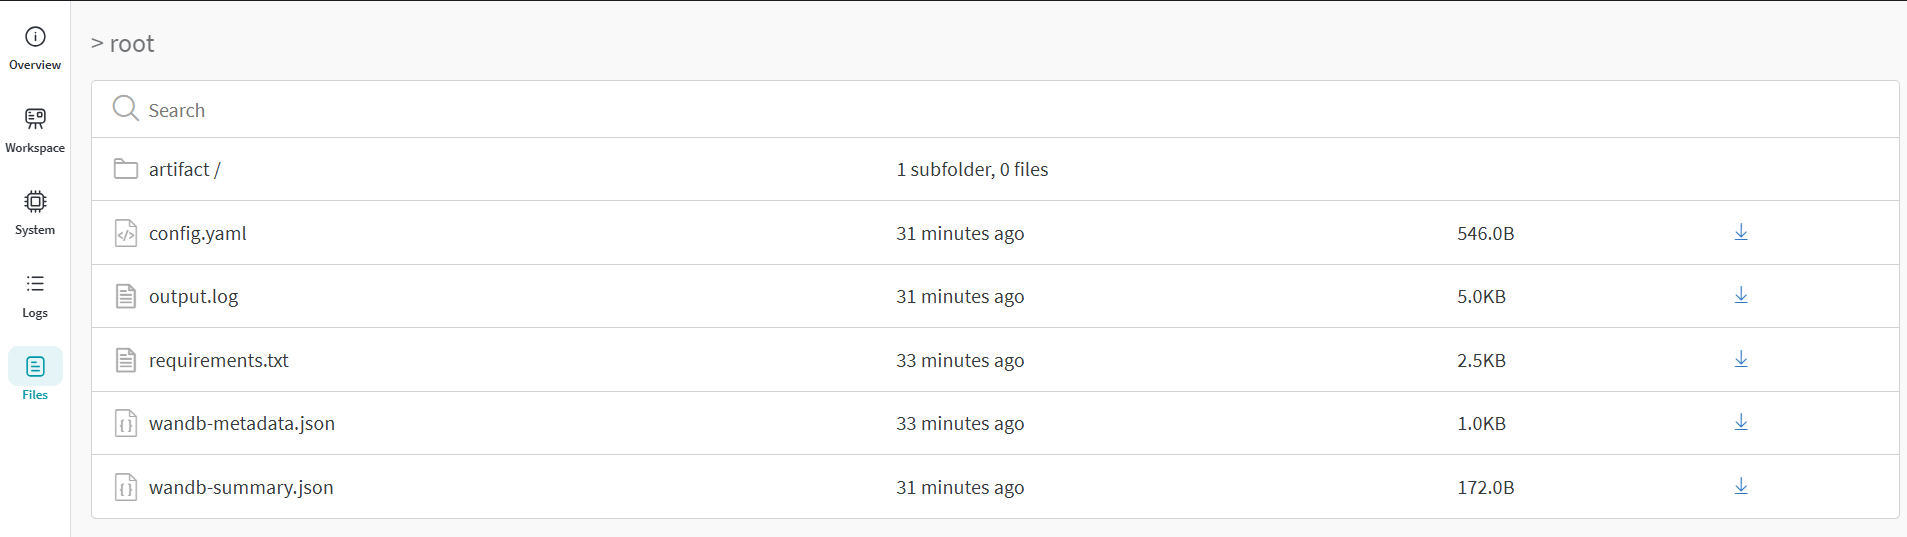 Overview
Workspace
System
Logs
Files
> root
Search
artifact / 1 subfolder, 0 files
config.yaml 31 minutes ago 546.0B
output.log 31 minutes ago 5.0KB
requirements.txt 33 minutes ago 2.5KB
wandb-metadata.json 33 minutes ago 1.0KB
wandb-summary.json 31 minutes ago 172.0B